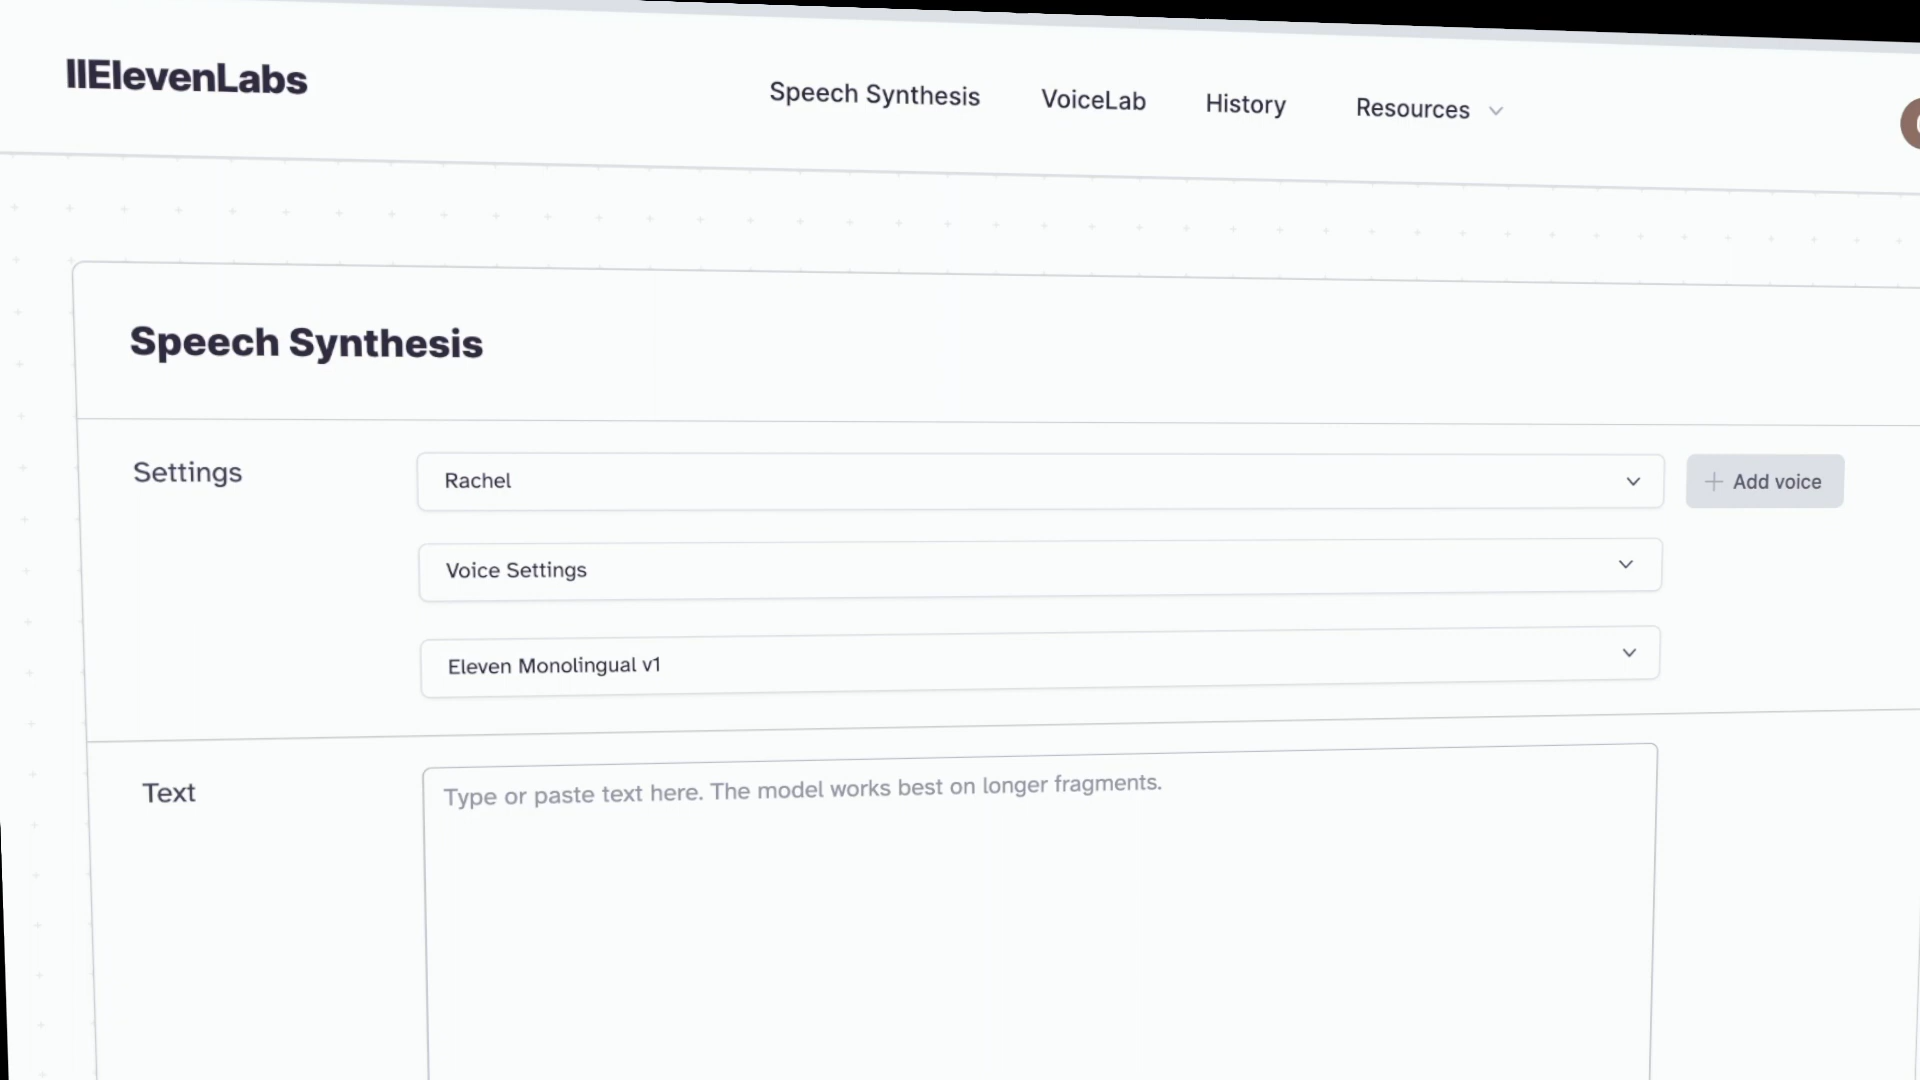 IIElevenLabs
Speech Synthesis
VoiceLab
History
Resources
Speech Synthesis
Settings
Rachel
+ Add voice
Voice Settings
Eleven Monolingual v1
Text
Type or paste text here. The model works best on longer fragments.